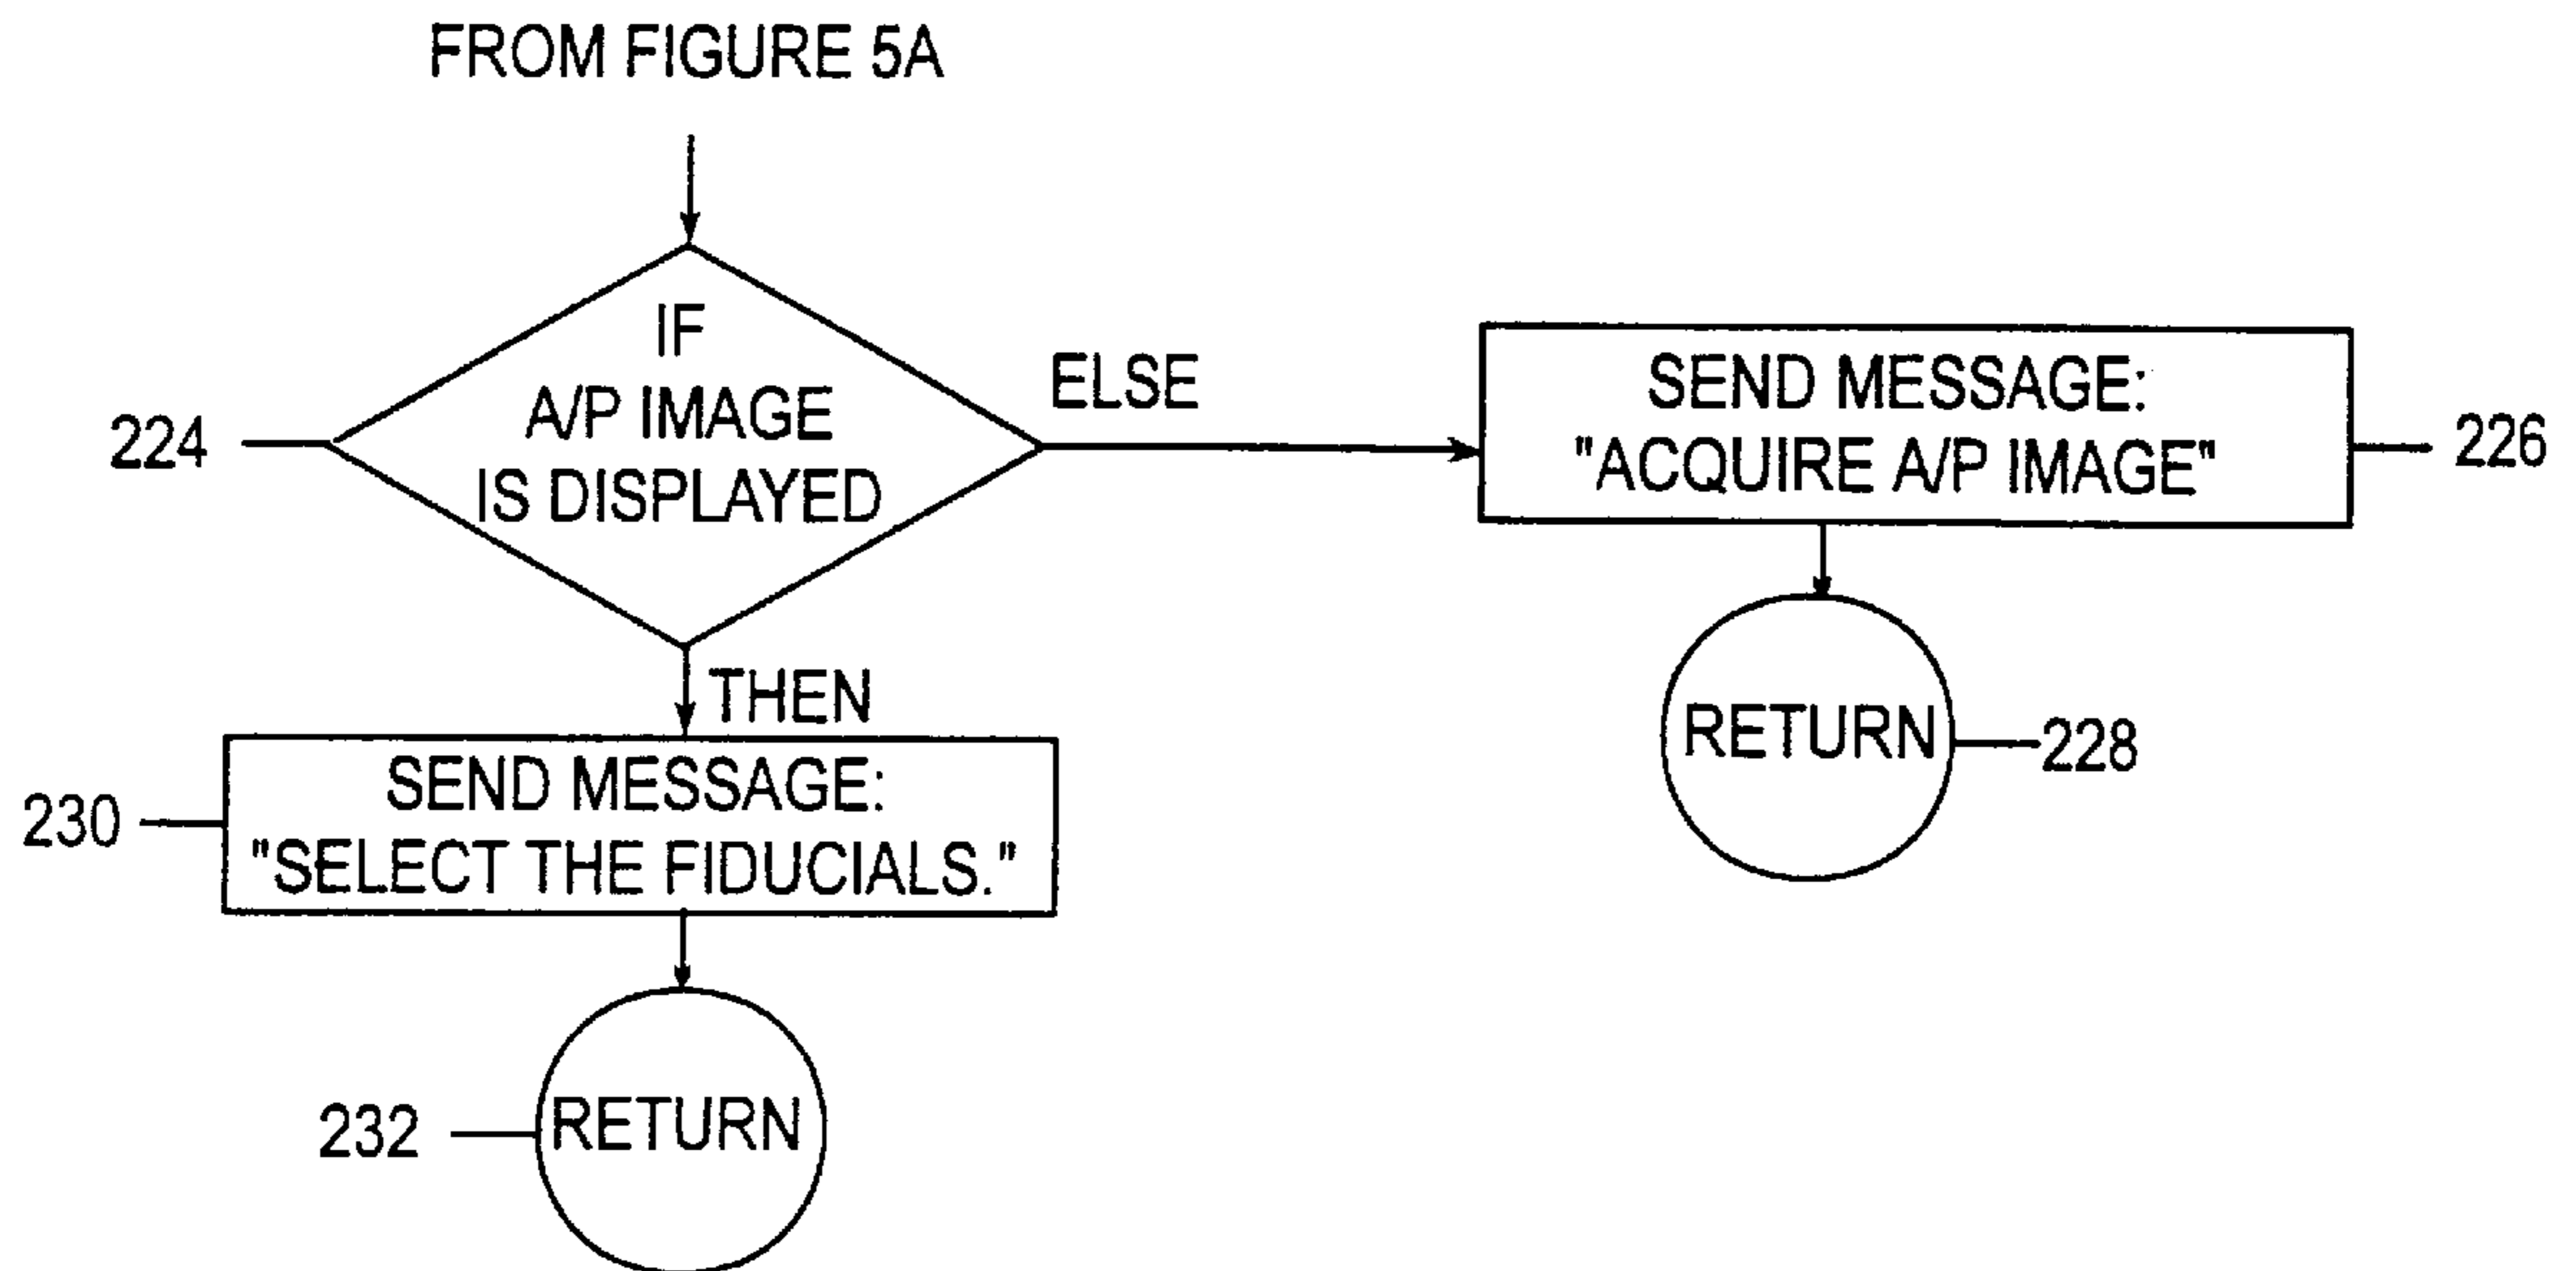 FROM FIGURE 5A
IF
A/P IMAGE
IS DISPLAYED
224
ELSE
SEND MESSAGE:
"ACQUIRE A/P IMAGE"
226
RETURN
228
THEN
SEND MESSAGE:
"SELECT THE FIDUCIALS."
230
RETURN
232